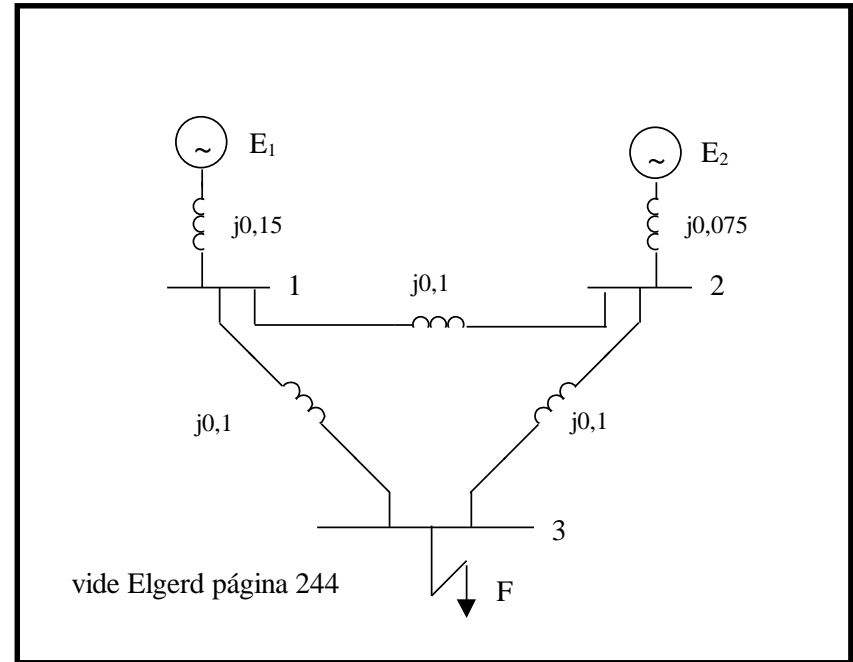 ~ E₁
~ E₂
j0,15
j0,075
1
j0,1
2
j0,1
j0,1
3
vide Elgerd página 244
F